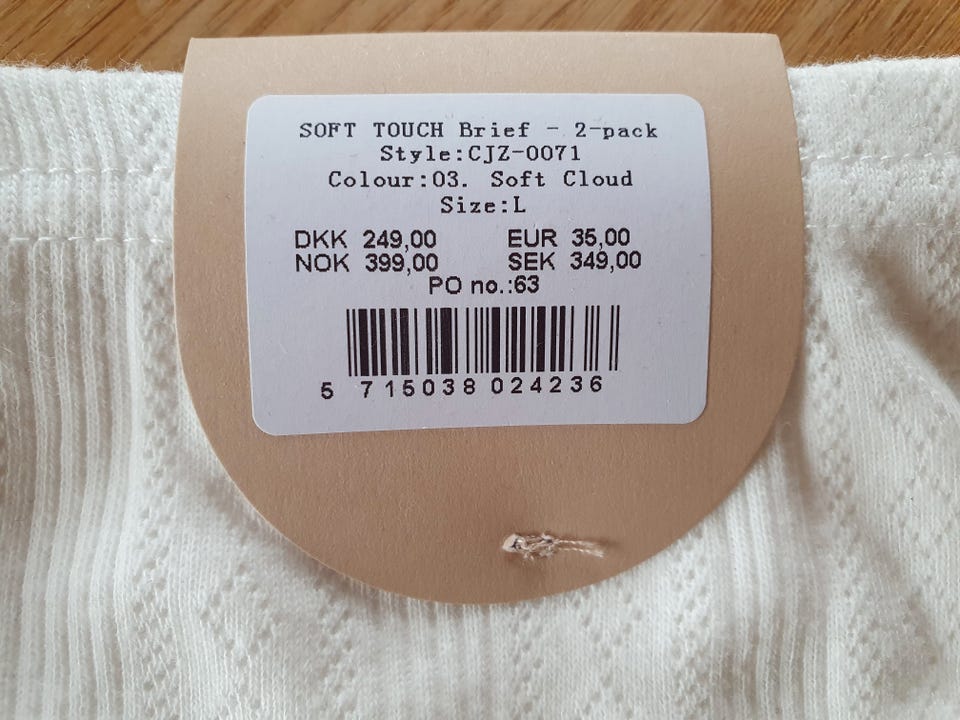 SOFT TOUCH Brief - 2-pack
Style:CJZ-0071
Colour:03. Soft Cloud
Size:L
DKK 249,00 EUR 35,00
NOK 399,00 SEK 349,00
PO no.:63
5 715038 024236